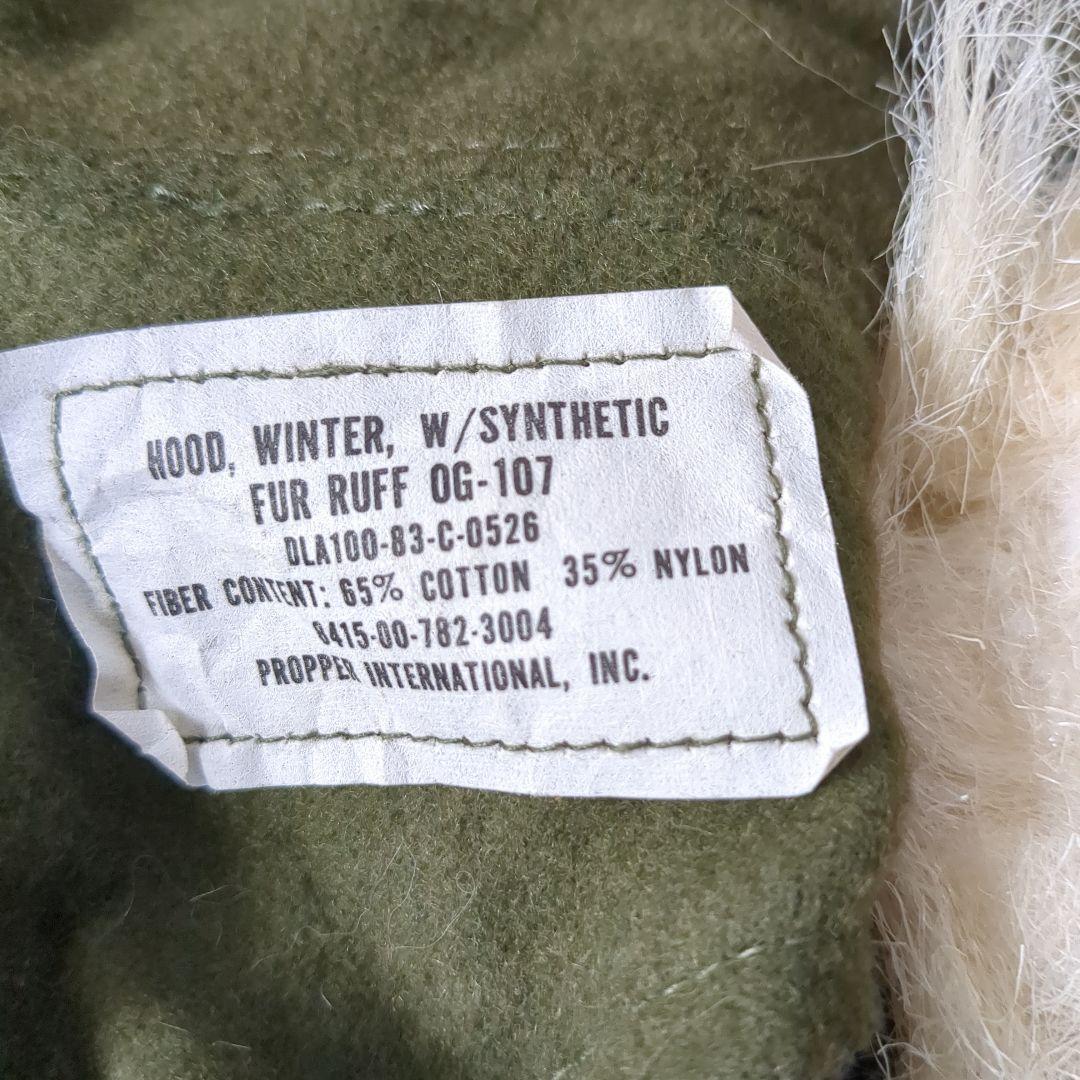 HOOD, WINTER, W/SYNTHETIC
FUR RUFF OG-107
DLA100-83-C-0526
FIBER CONTENT: 65% COTTON 35% NYLON
8415-00-782-3004
PROPPER INTERNATIONAL, INC.